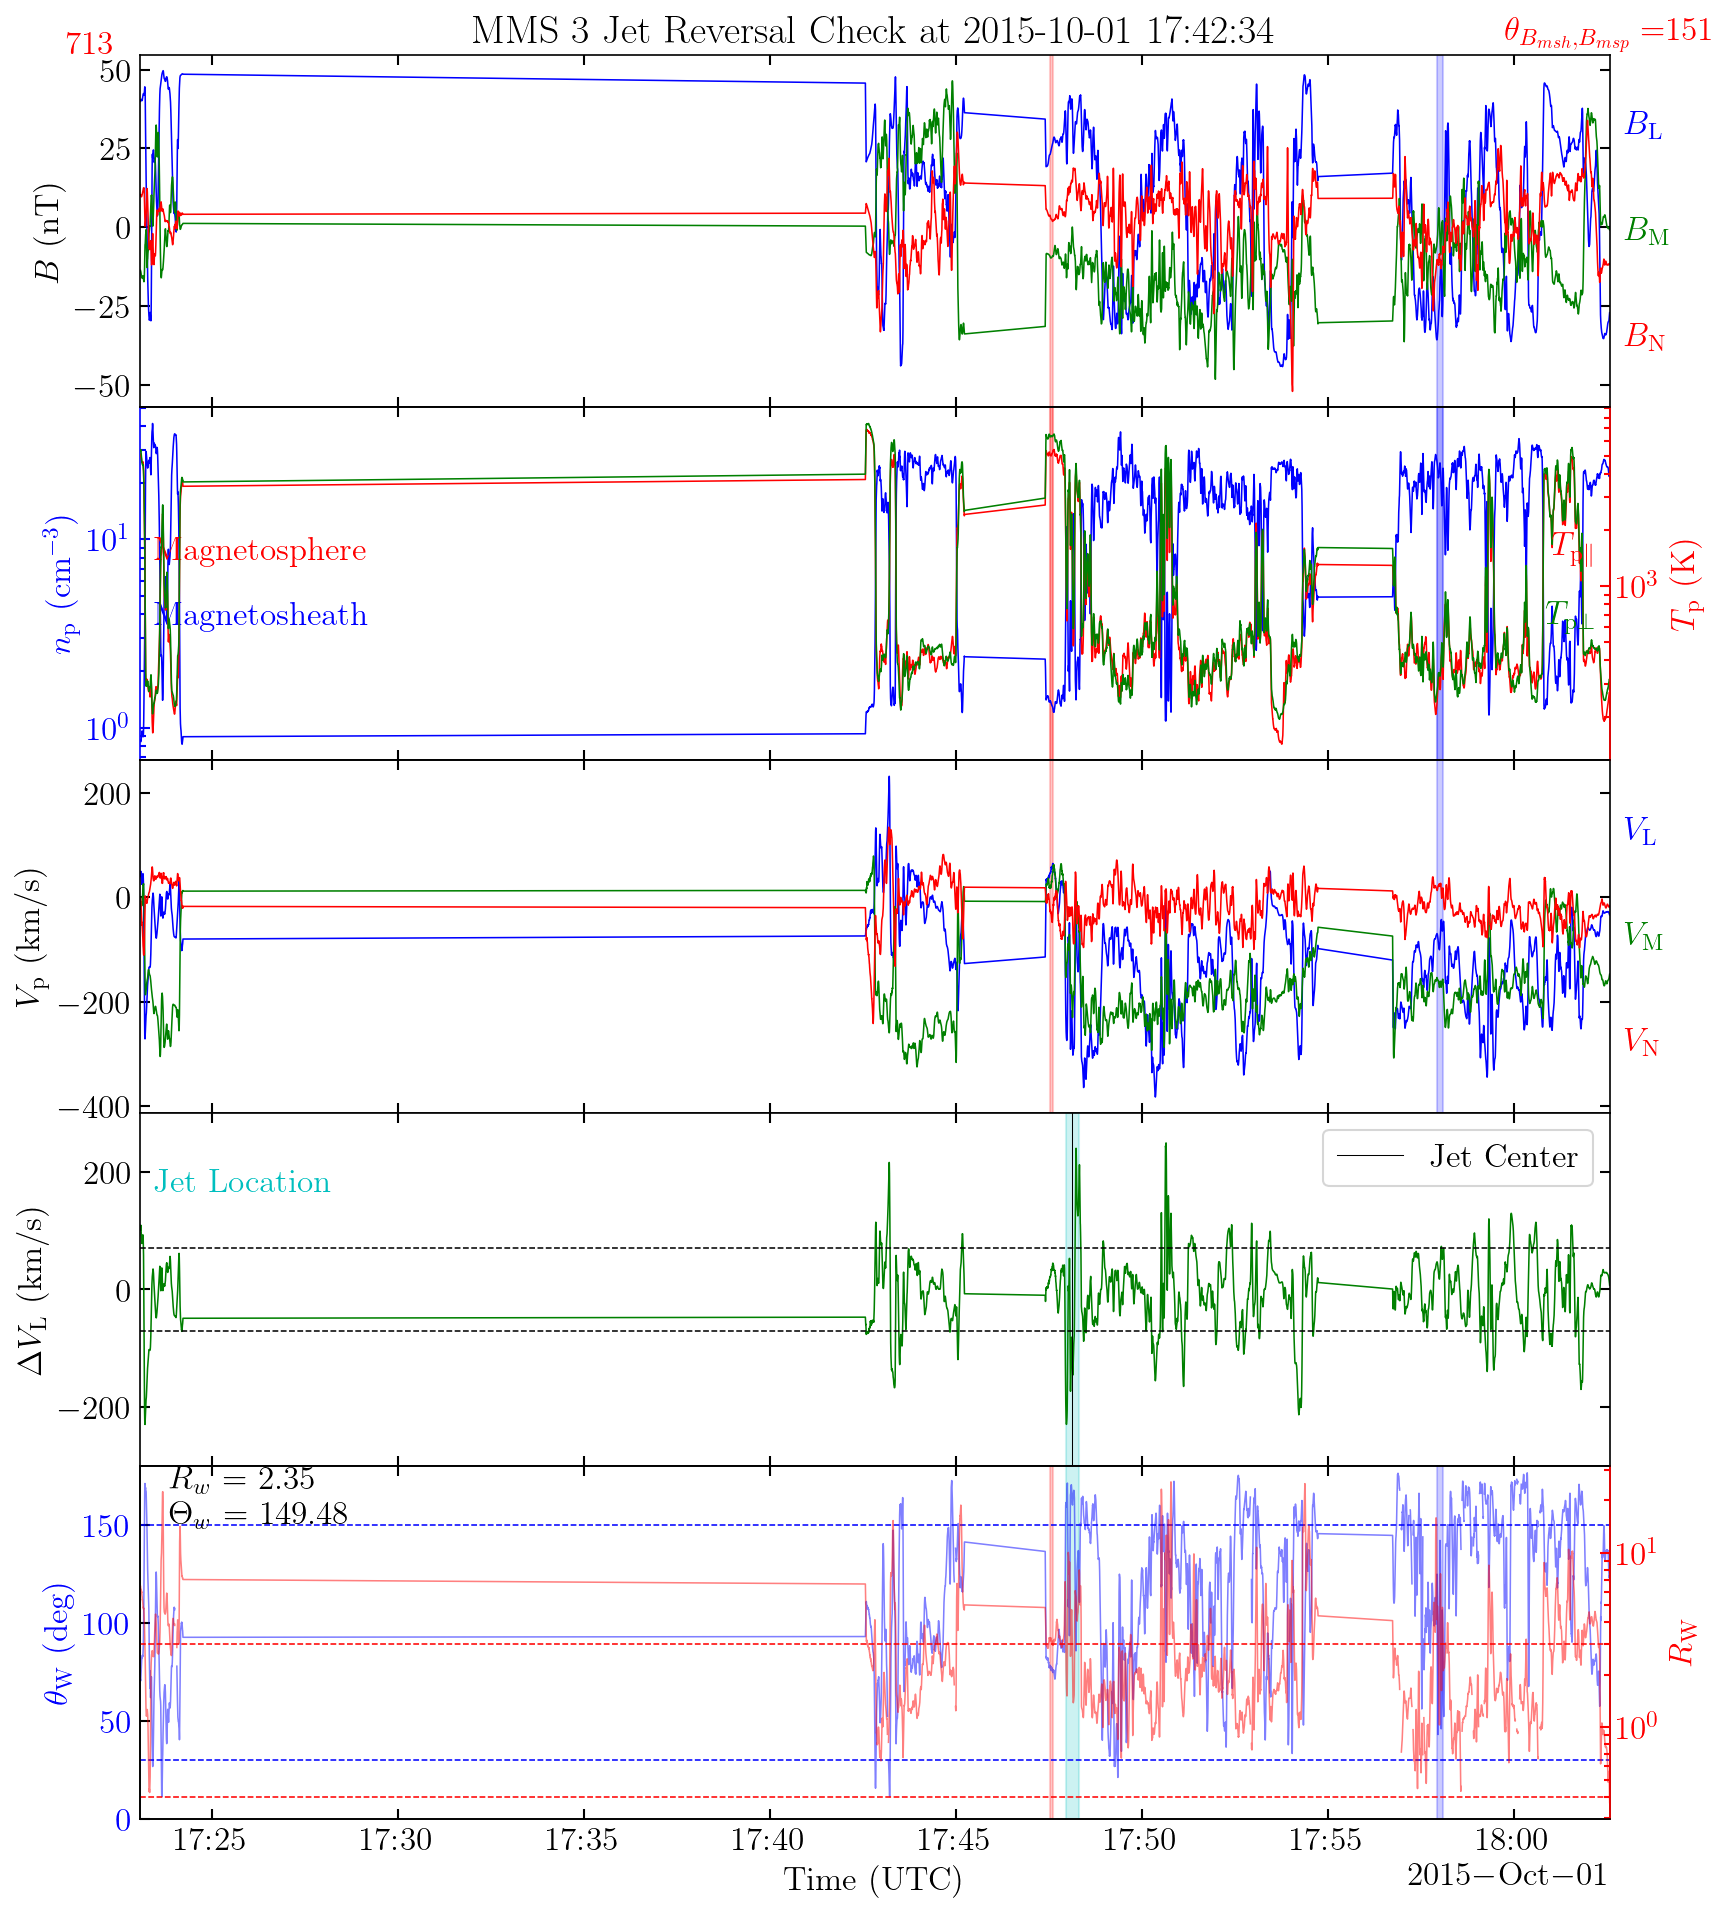 MMS 3 Jet Reversal Check at 2015-10-01 17:42:34
713
θ_{B_{msh},B_{msp}} =151
50
25
0
−25
−50
B (nT)
B_L
B_M
B_N
10^1
10^0
n_p (cm^{−3})
Magnetosphere
Magnetosheath
T_{p∥}
T_{p⊥}
10^3
T_p (K)
200
0
−200
−400
V_p (km/s)
V_L
V_M
V_N
200
0
−200
ΔV_L (km/s)
Jet Location
Jet Center
R_w = 2.35
Θ_w = 149.48
150
100
50
0
θ_W (deg)
10^1
10^0
R_W
17:25 17:30 17:35 17:40 17:45 17:50 17:55 18:00
Time (UTC)
2015−Oct−01